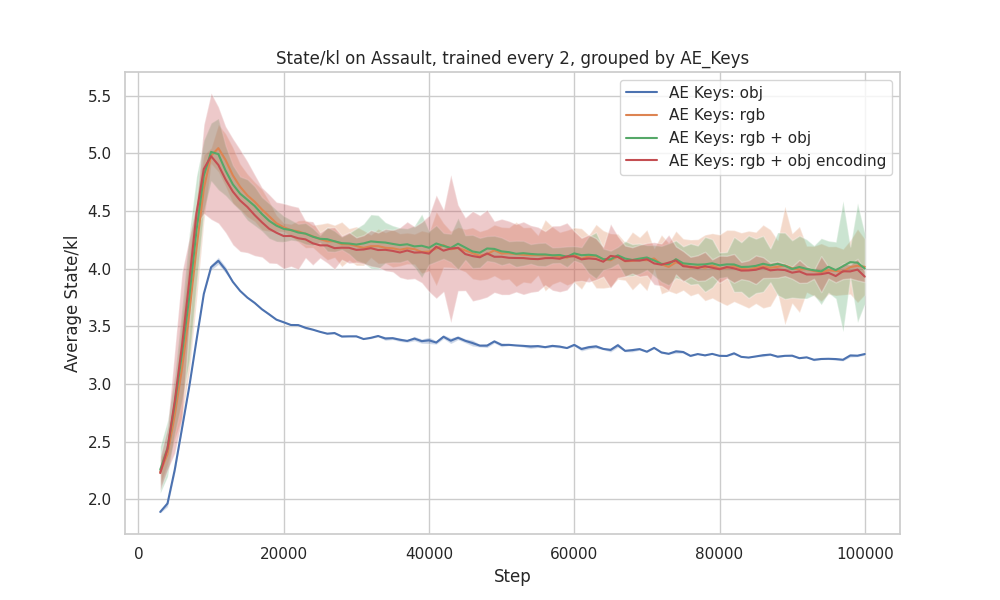 State/kl on Assault, trained every 2, grouped by AE_Keys
AE Keys: obj
AE Keys: rgb
AE Keys: rgb + obj
AE Keys: rgb + obj encoding
Average State/kl
5.5
5.0
4.5
4.0
3.5
3.0
2.5
2.0
0
20000
40000
60000
80000
100000
Step